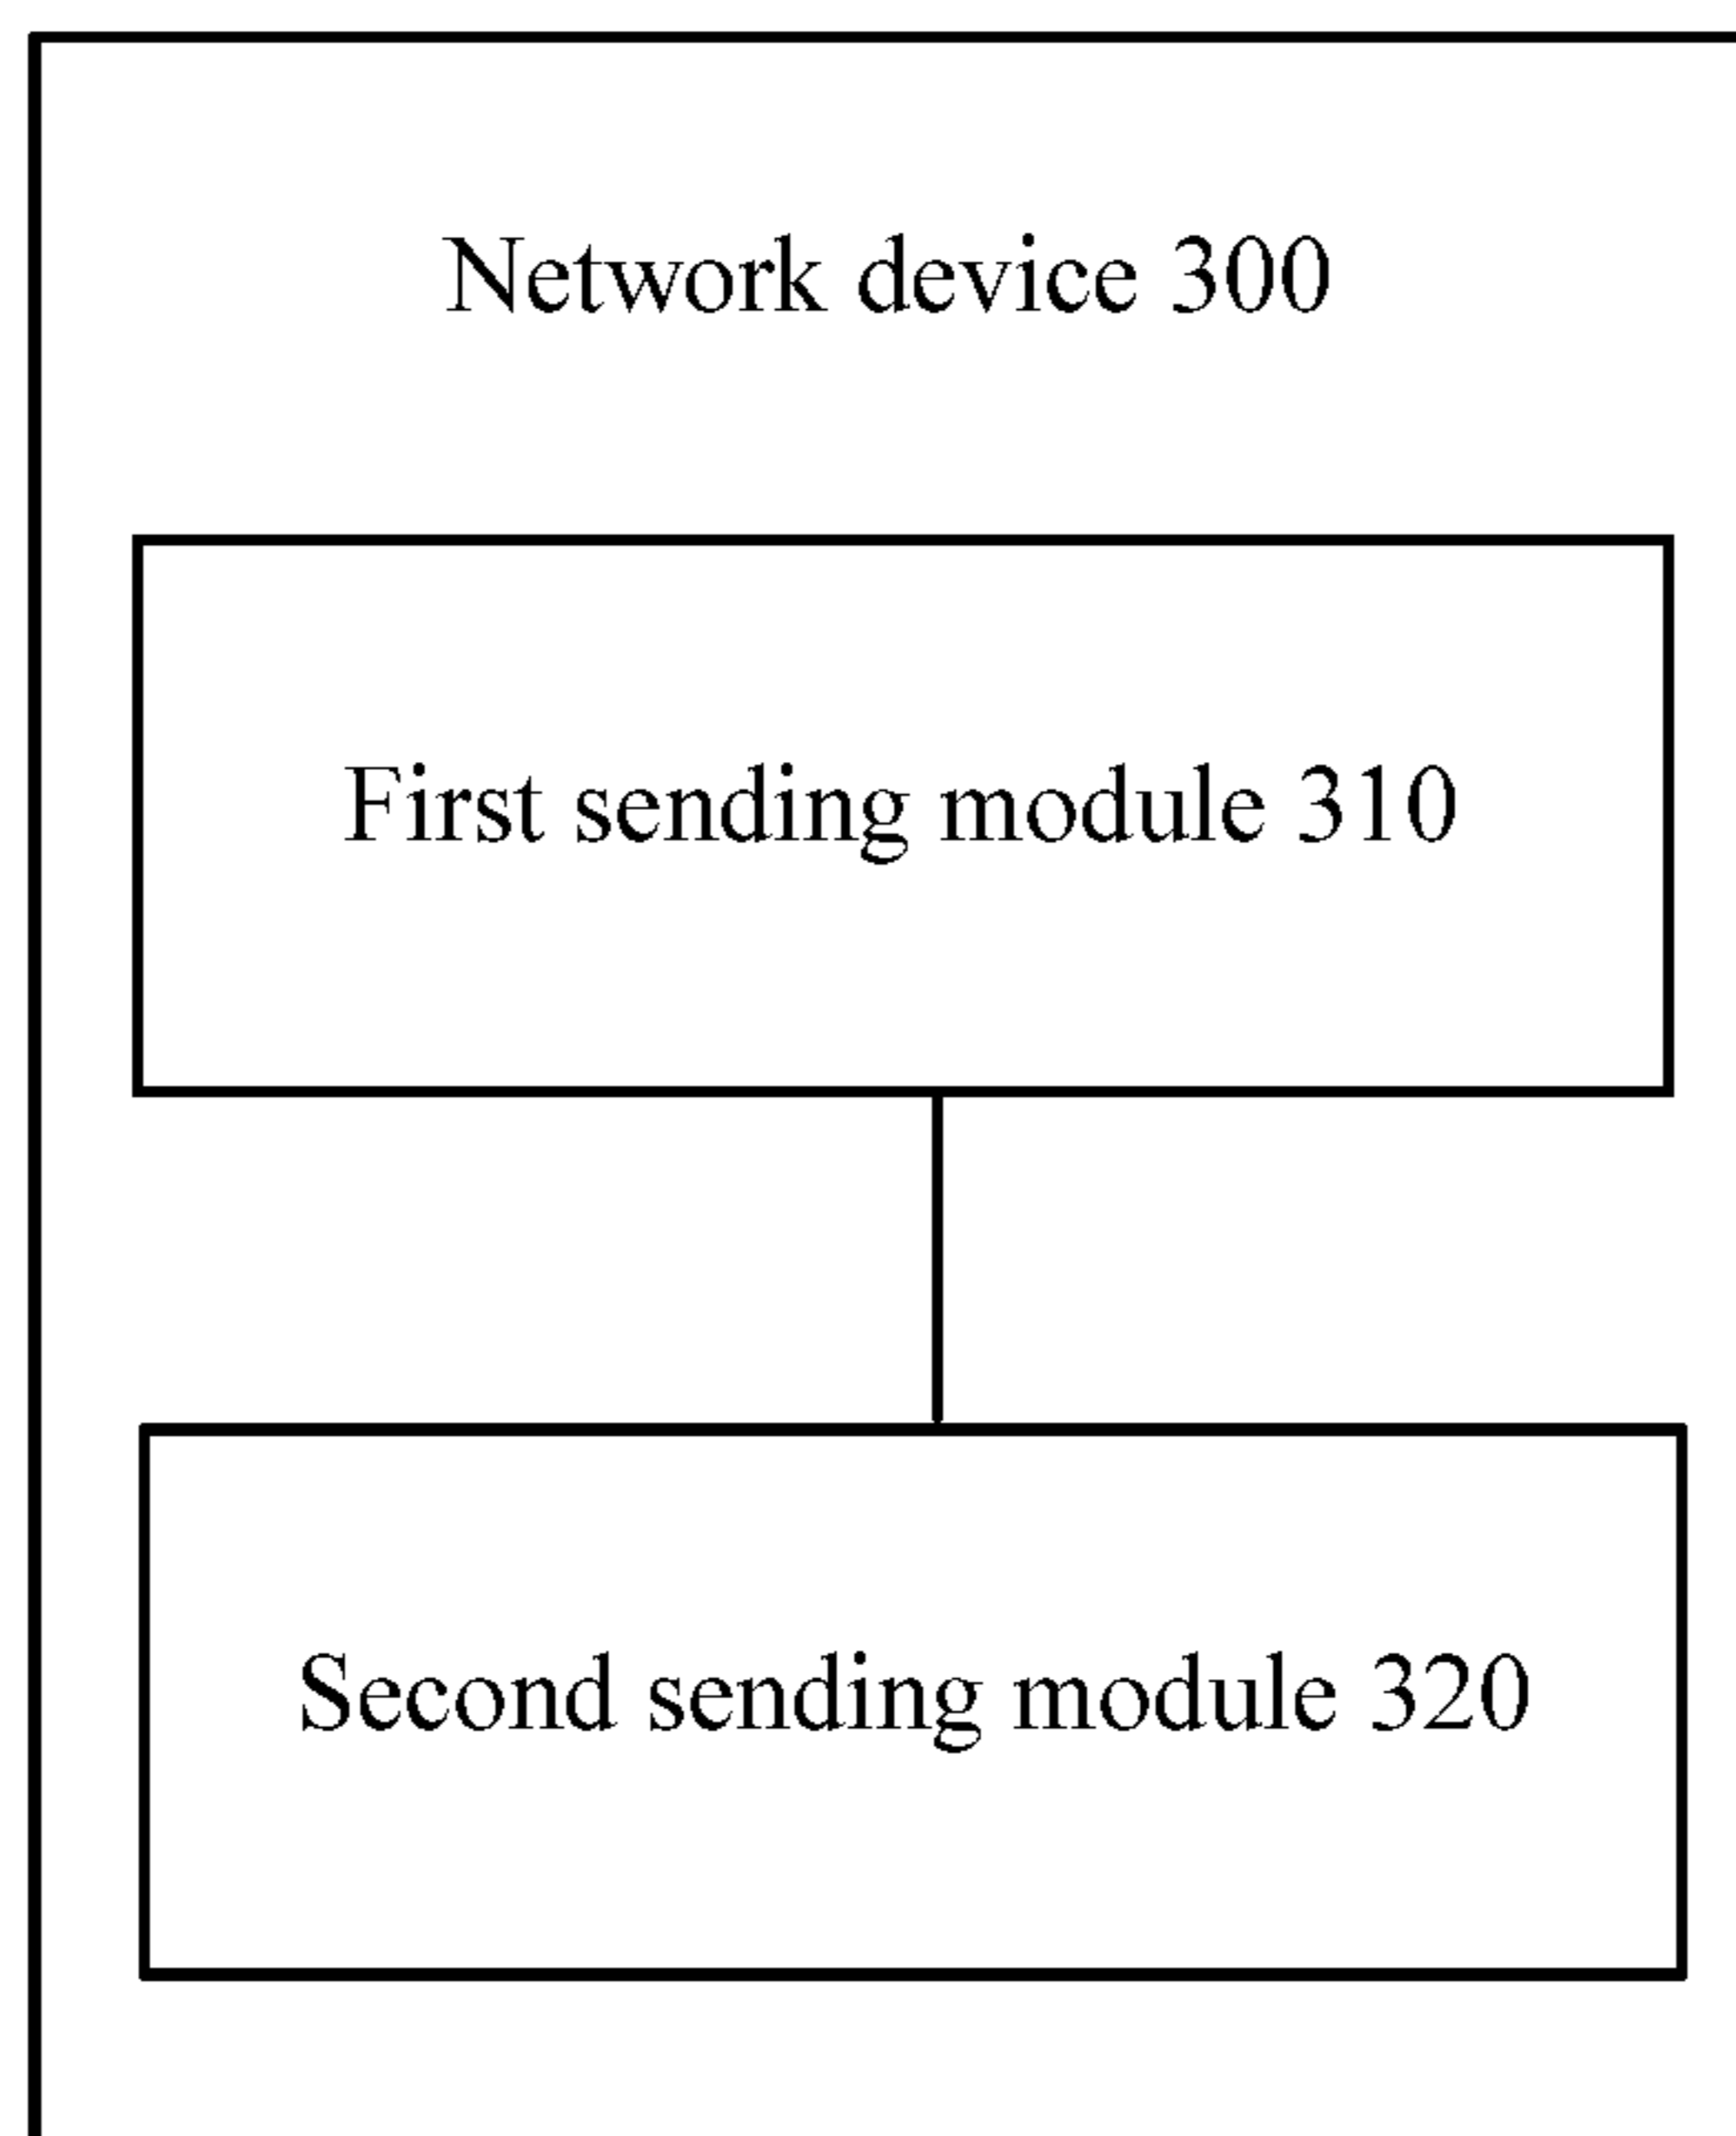 Network device 300
First sending module 310
Second sending module 320